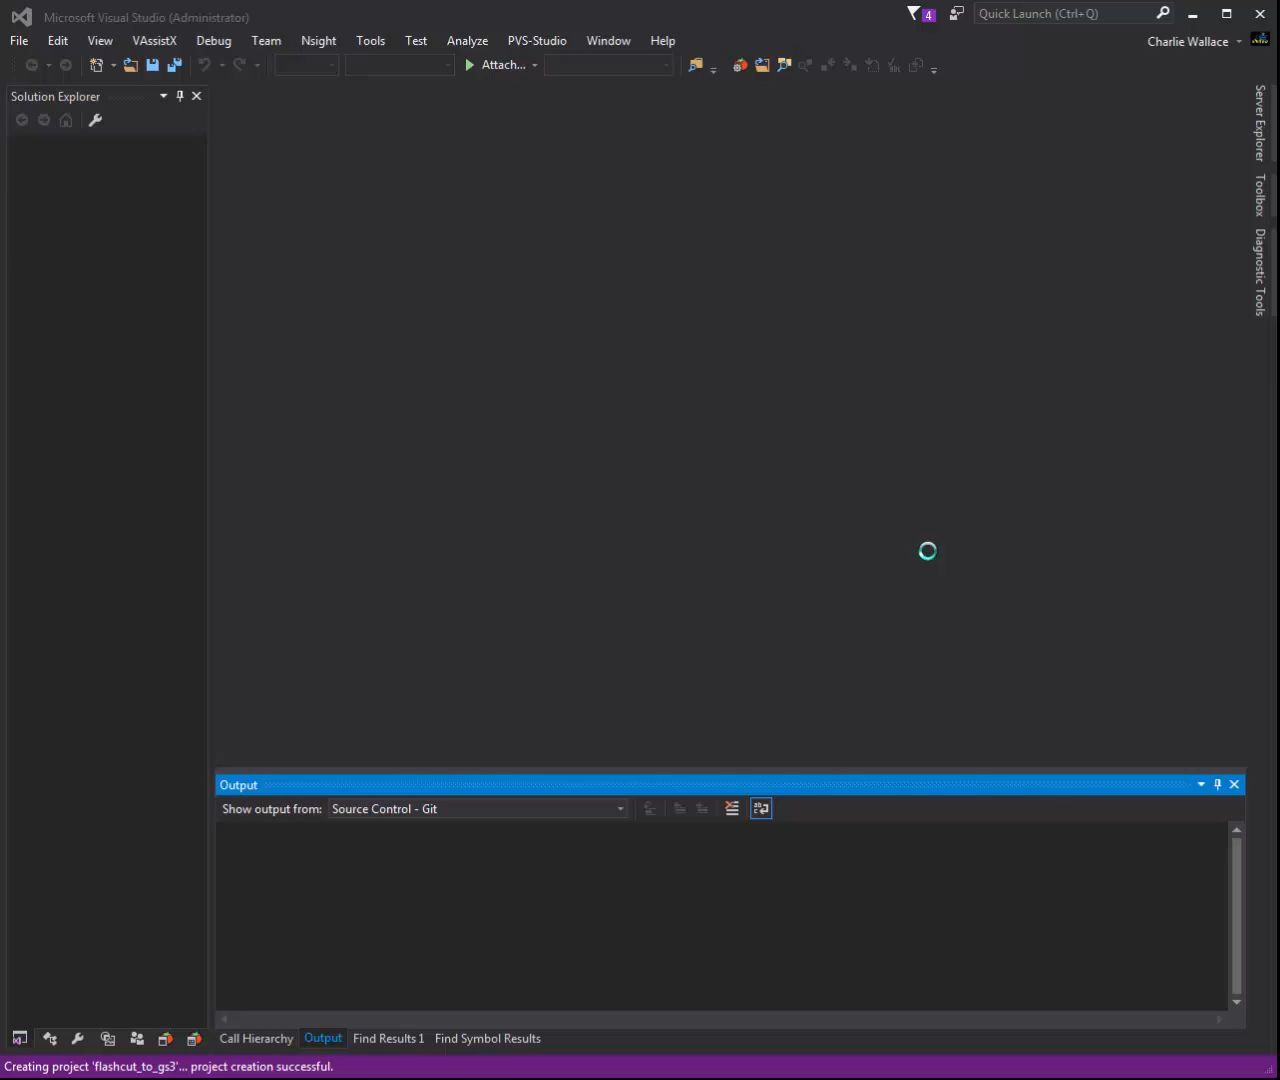 Microsoft Visual Studio (Administrator)
4
Quick Launch (Ctrl+Q)
File Edit View VAssistX Debug Team Nsight Tools Test Analyze PVS-Studio Window Help
Charlie Wallace
Attach...
Solution Explorer
Server Explorer
Toolbox
Diagnostic Tools
Output
Show output from: Source Control - Git
Call Hierarchy Output Find Results 1 Find Symbol Results
Creating project 'flashcut_to_gs3'... project creation successful.